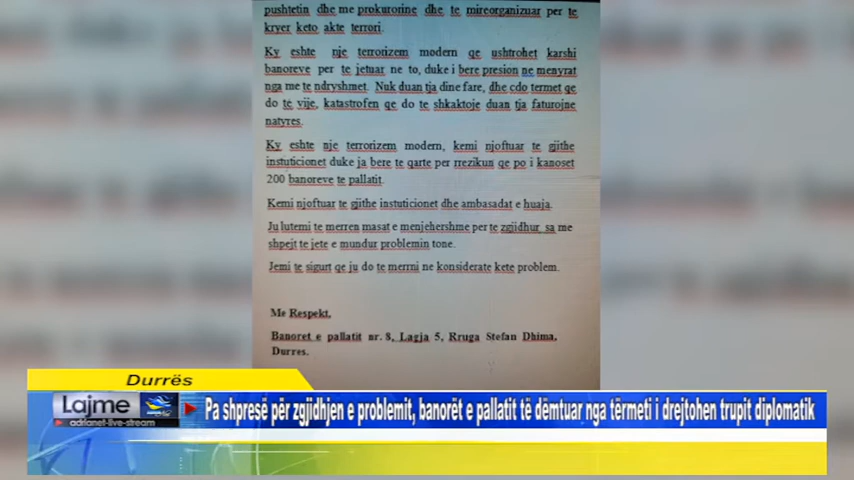 pushtetin dhe me prokurorine dhe te mireorganizuar per te
kryer keto akte terrori.
Ky eshte nje terrorizem modern qe ushtrohet karshi
banoreve per te jetuar ne to, duke i bere presion ne menyrat
nga me te ndryshmet. Nuk duan tja dine fare, dhe cdo termet qe
do te vije, katastrofen qe do te shkaktoje duan tja faturojne
natyres.
Ky eshte nje terrorizem modern, kemi njoftuar te gjithe
instuticionet duke ja bere te qarte per rrezikun qe po i kanoset
200 banoreve te pallatit.
Kemi njoftuar te gjithe instuticionet dhe ambasadat e huaja.
Ju lutemi te merren masat e menjehershme per te zgjidhur sa me
shpejt te jete e mundur problemin tone.
Jemi te sigurt qe ju do te merrni ne konsiderate kete problem.
Me Respekt,
Banoret e pallatit nr. 8, Lagja 5, Rruga Stefan Dhima,
Durres.
Durrës
Lajme
Pa shpresë për zgjidhjen e problemit, banorët e pallatit të dëmtuar nga tërmeti i drejtohen trupit diplomatik
adrianet-live-stream